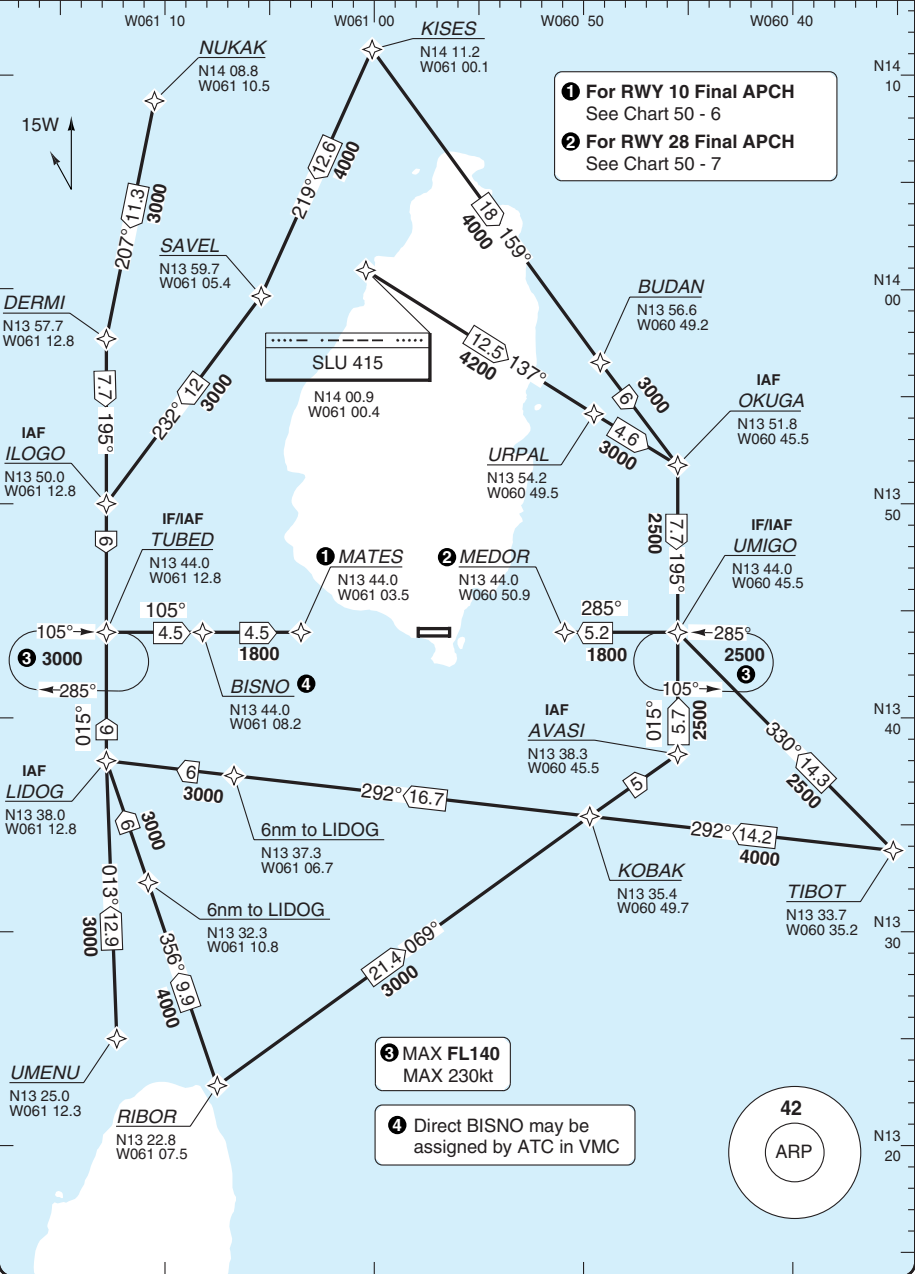 W061 10
W061 00
W060 50
W060 40
KISES
N14 11.2
W061 00.1
NUKAK
N14 08.8
W061 10.5
N14
10
❶ For RWY 10 Final APCH
See Chart 50 - 6
❷ For RWY 28 Final APCH
See Chart 50 - 7
15W
12.6
4000
219°
11.3
3000
207°
18
4000
159°
SAVEL
N13 59.7
W061 05.4
BUDAN
N13 56.6
W060 49.2
N14
00
DERMI
N13 57.7
W061 12.8
SLU 415
N14 00.9
W061 00.4
12.5
4200
137°
3000
6
IAF
OKUGA
N13 51.8
W060 45.5
7.7
195°
12
3000
232°
4.6
3000
IAF
ILOGO
N13 50.0
W061 12.8
URPAL
N13 54.2
W060 49.5
N13
50
6
IF/IAF
TUBED
N13 44.0
W061 12.8
❶ MATES
N13 44.0
W061 03.5
❷ MEDOR
N13 44.0
W060 50.9
2500
7.7
195°
IF/IAF
UMIGO
N13 44.0
W060 45.5
105°
105°
4.5
4.5
1800
285°
5.2
1800
285°
2500
❸
❸ 3000
285°
BISNO ❹
N13 44.0
W061 08.2
105°
015°
6
IAF
AVASI
N13 38.3
W060 45.5
015°
5.7
2500
N13
40
330°
14.3
2500
IAF
LIDOG
N13 38.0
W061 12.8
6
3000
292°
16.7
5
6nm to LIDOG
N13 37.3
W061 06.7
292°
14.2
4000
6
3000
KOBAK
N13 35.4
W060 49.7
TIBOT
N13 33.7
W060 35.2
013°
12.9
3000
6nm to LIDOG
N13 32.3
W061 10.8
N13
30
356°
9.9
4000
21.4
069°
3000
UMENU
N13 25.0
W061 12.3
❸ MAX FL140
MAX 230kt
RIBOR
N13 22.8
W061 07.5
❹ Direct BISNO may be
assigned by ATC in VMC
42
ARP
N13
20